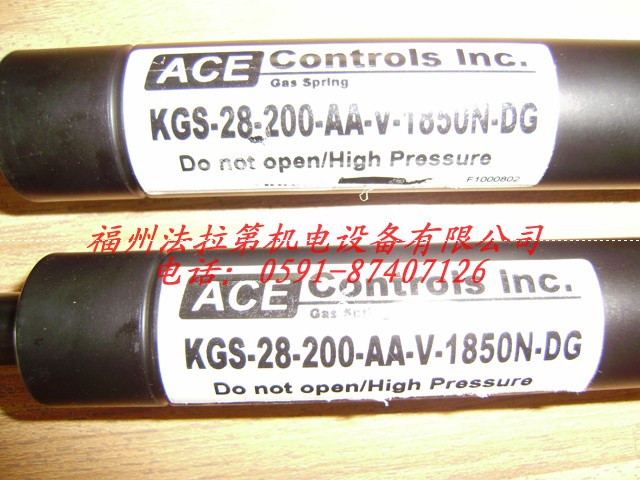 ACE Controls Inc.
Gas Spring
KGS-28-200-AA-V-1850N-DG
Do not open/High Pressure
F1000802
福州法拉第机电设备有限公司
电话：0591-87407126
ACE Controls Inc.
Gas Spring
KGS-28-200-AA-V-1850N-DG
Do not open/High Pressure